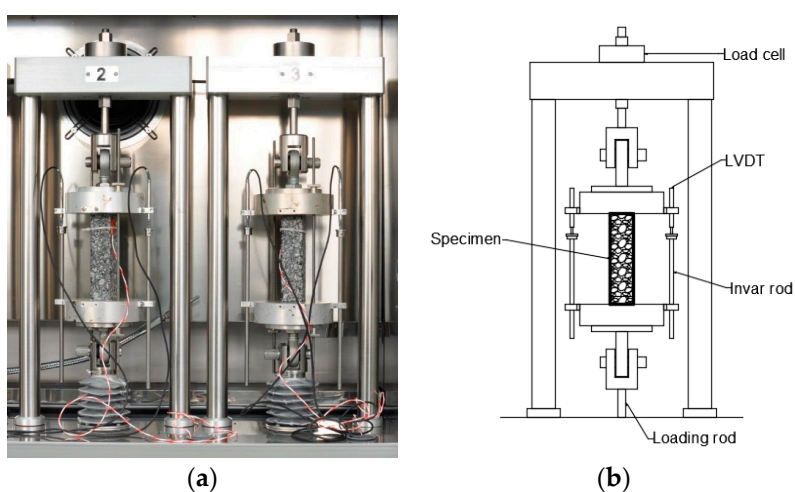 2
3
Load cell
LVDT
Specimen
Invar rod
Loading rod
(a)
(b)